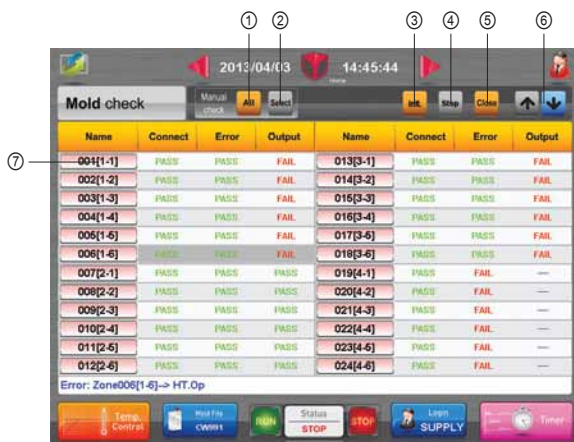 ① ② ③ ④ ⑤ ⑥
2013/04/03 14:45:44
Home
Mold check Manual check All Select Init. Stop Close
Name Connect Error Output Name Connect Error Output
⑦ 001[1-1] PASS PASS FAIL 013[3-1] PASS PASS FAIL
002[1-2] PASS PASS FAIL 014[3-2] PASS PASS FAIL
003[1-3] PASS PASS FAIL 015[3-3] PASS PASS FAIL
004[1-4] PASS PASS FAIL 016[3-4] PASS PASS FAIL
005[1-5] PASS PASS FAIL 017[3-5] PASS PASS FAIL
006[1-6] PASS PASS FAIL 018[3-6] PASS PASS FAIL
007[2-1] PASS PASS PASS 019[4-1] PASS FAIL —
008[2-2] PASS PASS PASS 020[4-2] PASS FAIL —
009[2-3] PASS PASS PASS 021[4-3] PASS FAIL —
010[2-4] PASS PASS PASS 022[4-4] PASS FAIL —
011[2-5] PASS PASS PASS 023[4-5] PASS FAIL —
012[2-6] PASS PASS PASS 024[4-6] PASS FAIL —
Error: Zone006[1-6]--> HT.Op
Temp. Control Mold File CW001 RUN Status STOP STOP Login SUPPLY Timer